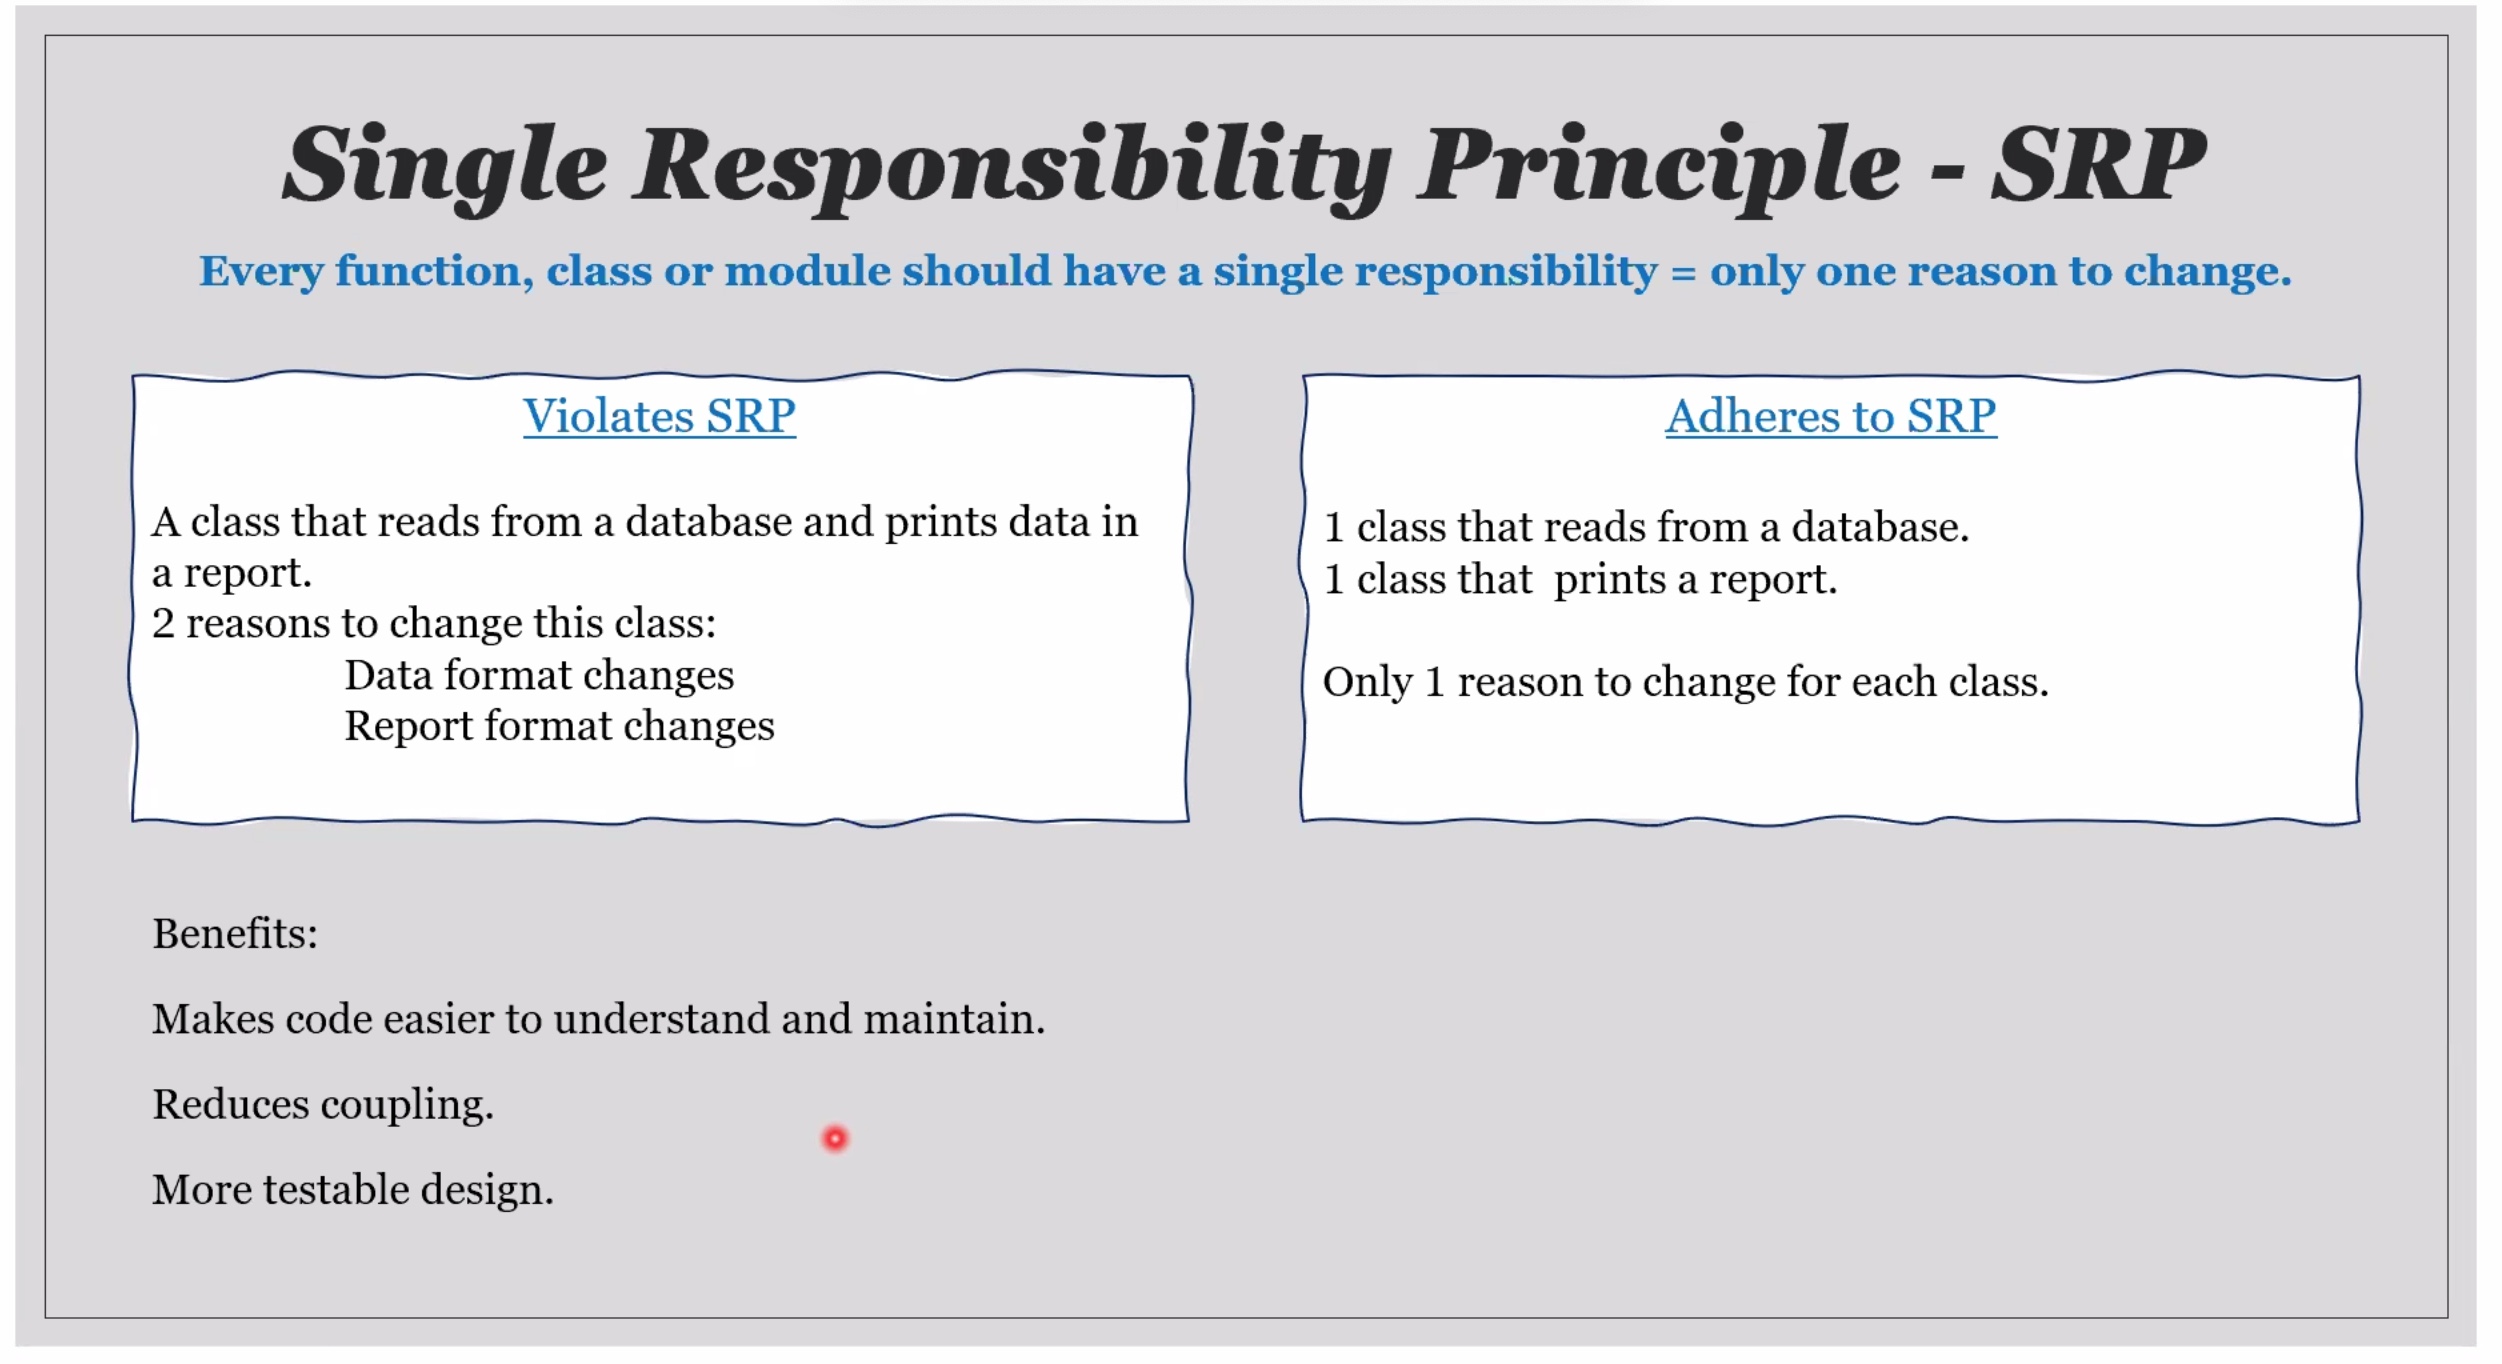 Single Responsibility Principle - SRP
Every function, class or module should have a single responsibility = only one reason to change.
Violates SRP
A class that reads from a database and prints data in
a report.
2 reasons to change this class:
Data format changes
Report format changes
Adheres to SRP
1 class that reads from a database.
1 class that  prints a report.
Only 1 reason to change for each class.
Benefits:
Makes code easier to understand and maintain.
Reduces coupling.
More testable design.